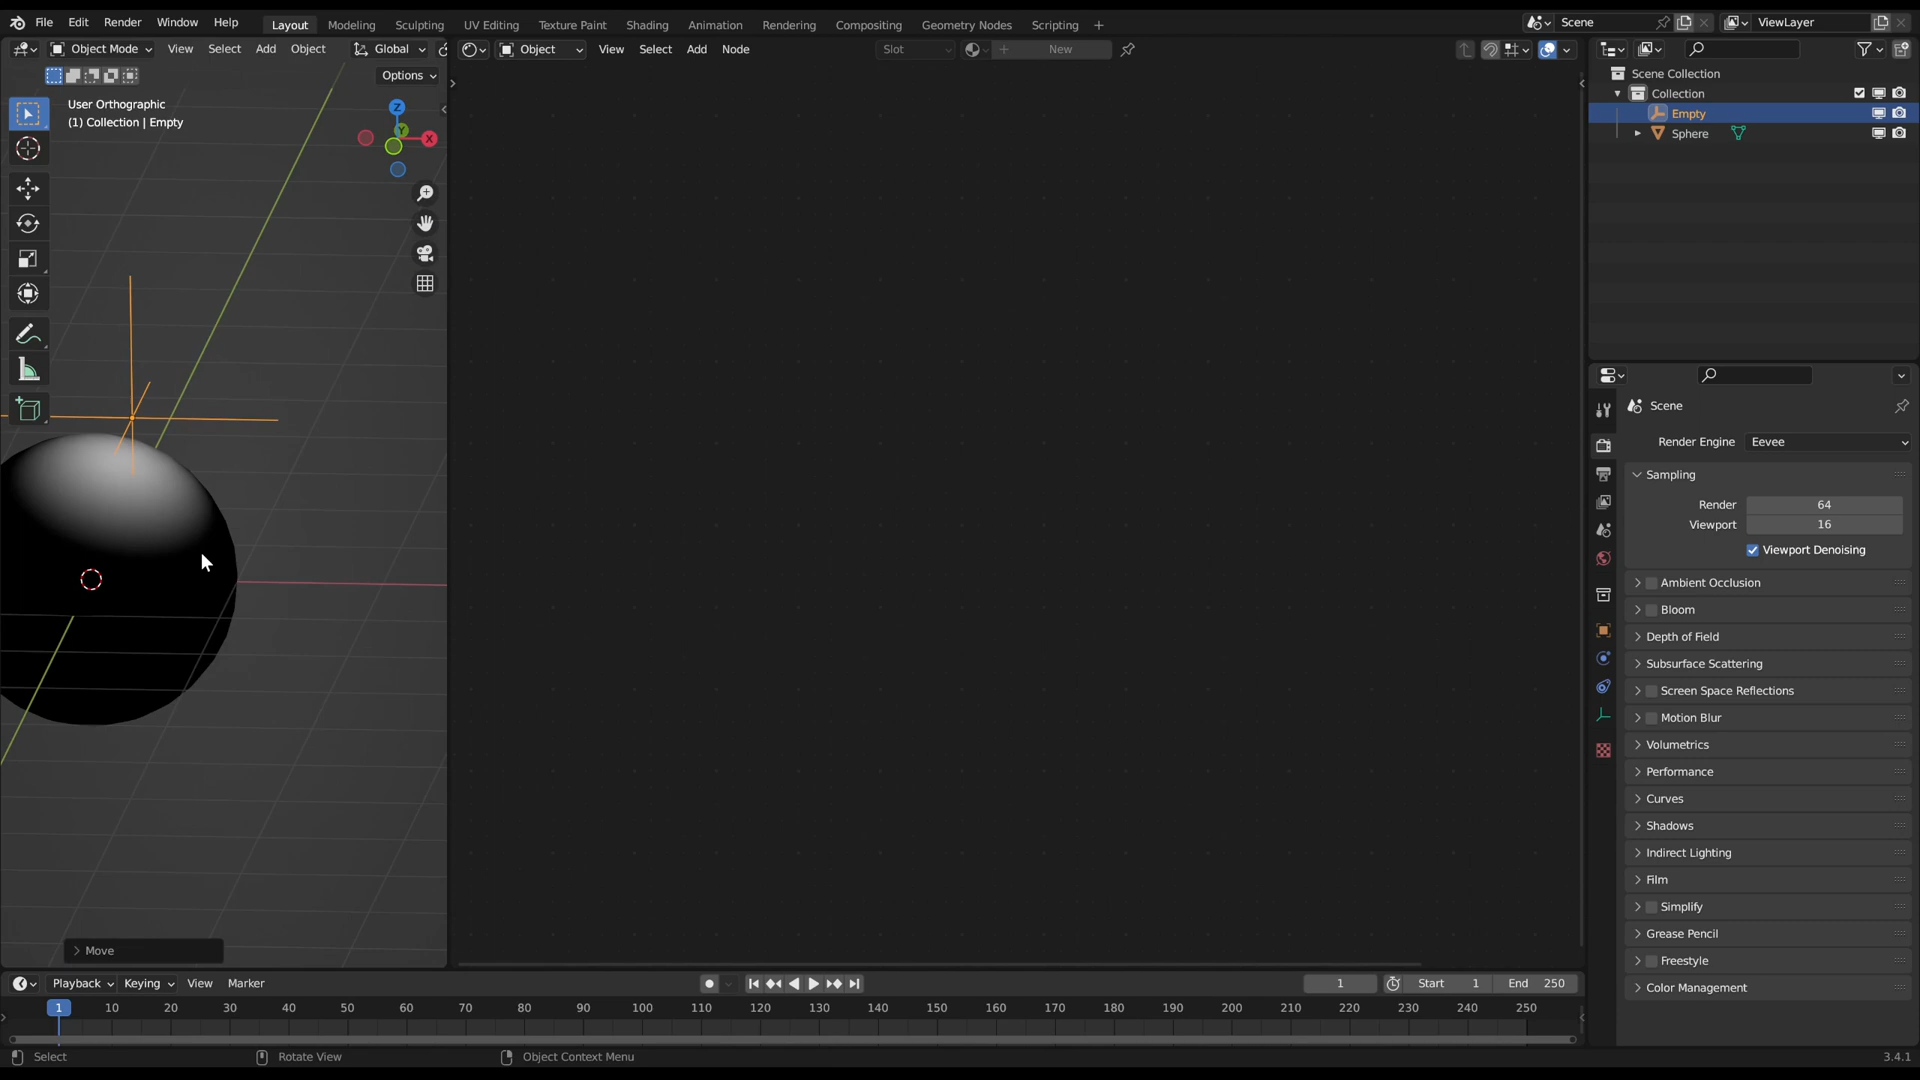 File Edit Render Window Help Layout Modeling Sculpting UV Editing Texture Paint Shading Animation Rendering Compositing Geometry Nodes Scripting + Scene ViewLayer
Object Mode View Select Add Object Global Object View Select Add Node Slot New
Options
User Orthographic
(1) Collection | Empty
Z
Y
X
Scene Collection
Collection
Empty
Sphere
Scene
Render Engine Eevee
Sampling
Render 64
Viewport 16
Viewport Denoising
Ambient Occlusion
Bloom
Depth of Field
Subsurface Scattering
Screen Space Reflections
Motion Blur
Volumetrics
Performance
Curves
Shadows
Indirect Lighting
Film
Simplify
Grease Pencil
Freestyle
Color Management
Move
Playback Keying View Marker 1 Start 1 End 250
1 10 20 30 40 50 60 70 80 90 100 110 120 130 140 150 160 170 180 190 200 210 220 230 240 250
Select Rotate View Object Context Menu 3.4.1